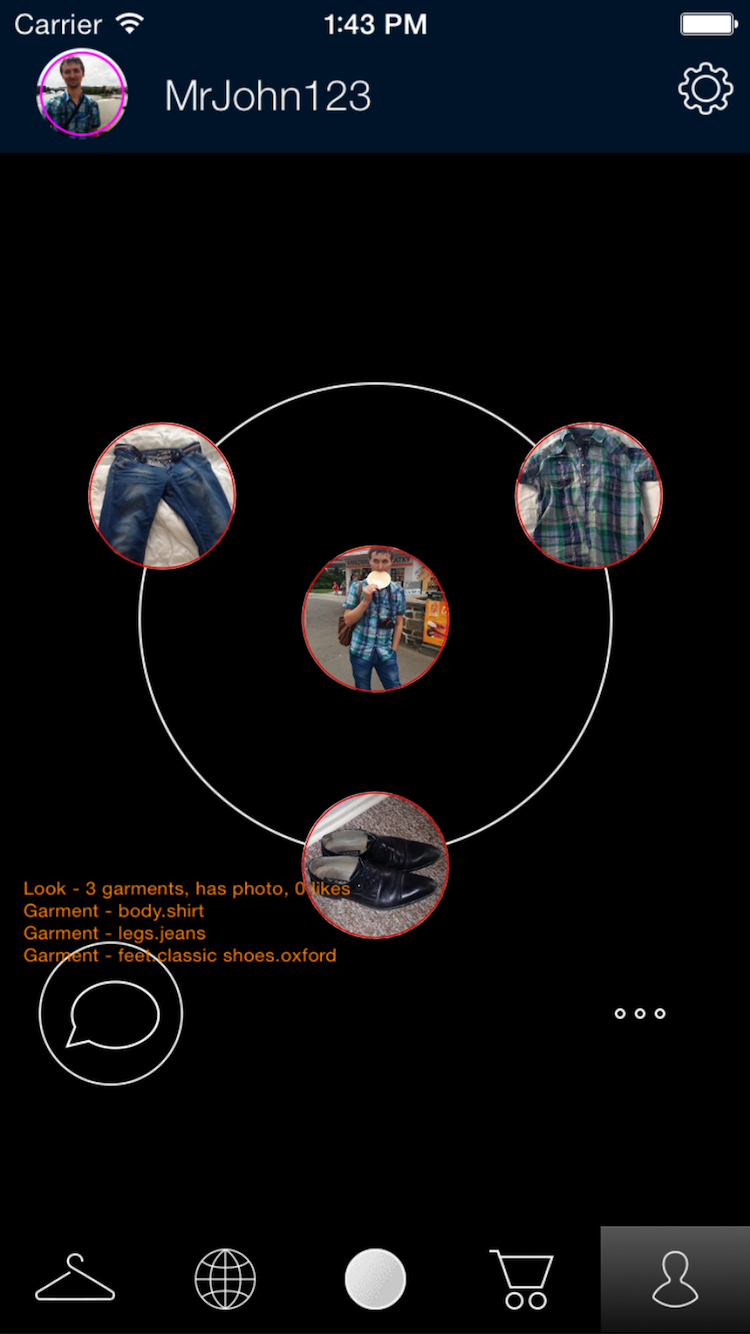 Carrier
1:43 PM
MrJohn123
Look - 3 garments, has photo, 0 likes
Garment - body.shirt
Garment - legs.jeans
Garment - feet.classic shoes.oxford